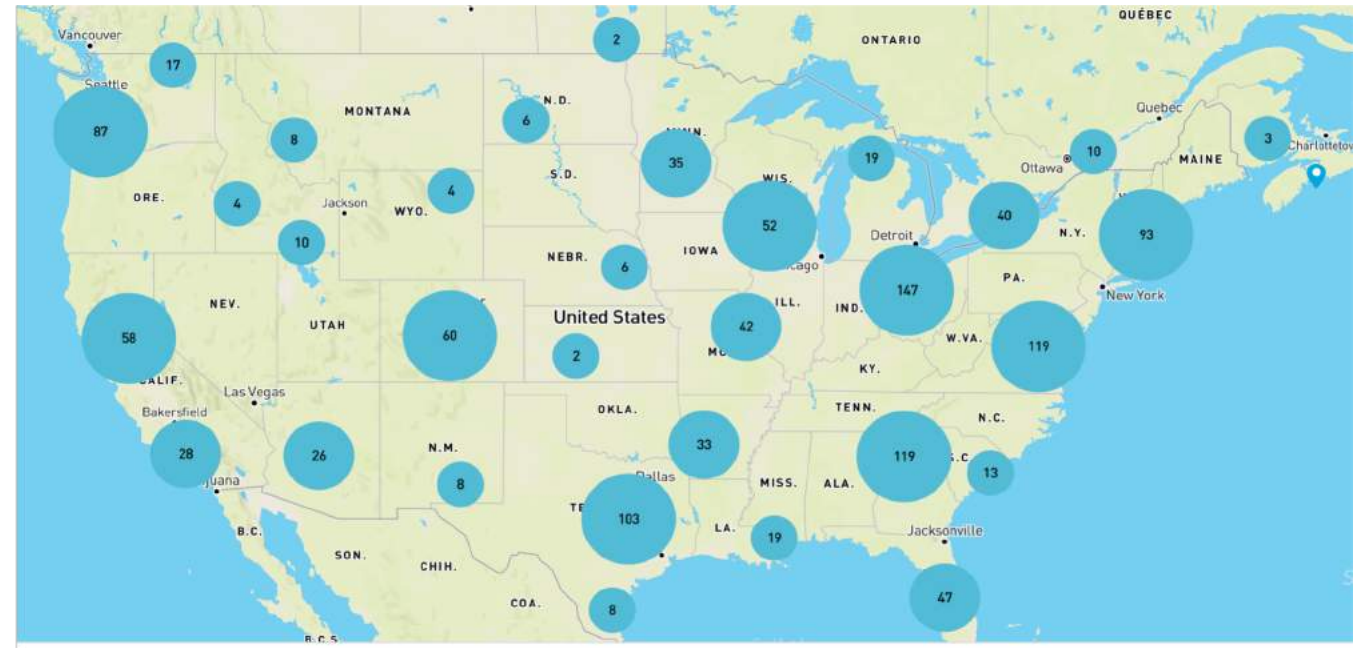 QUÉBEC
Vancouver
2
ONTARIO
17
Seattle
N.D.
Quebec
MONTANA
6
87
8
3
Charlottetow
10
19
MAINE
Ottawa
35
S.D.
WIS.
4
ORE.
4
Jackson
WYO.
40
52
N.Y.
93
10
Detroit
NEBR.
IOWA
6
PA.
147
New York
NEV.
ILL.
IND.
United States
UTAH
42
58
60
W.VA.
119
2
KY.
CALIF.
Las Vegas
TENN.
OKLA.
Bakersfield
N.C.
33
N.M.
28
26
119
13
8
MISS.
ALA.
103
LA.
B.C.
Jacksonville
19
SON.
CHIH.
COA.
47
8
B.C.S.